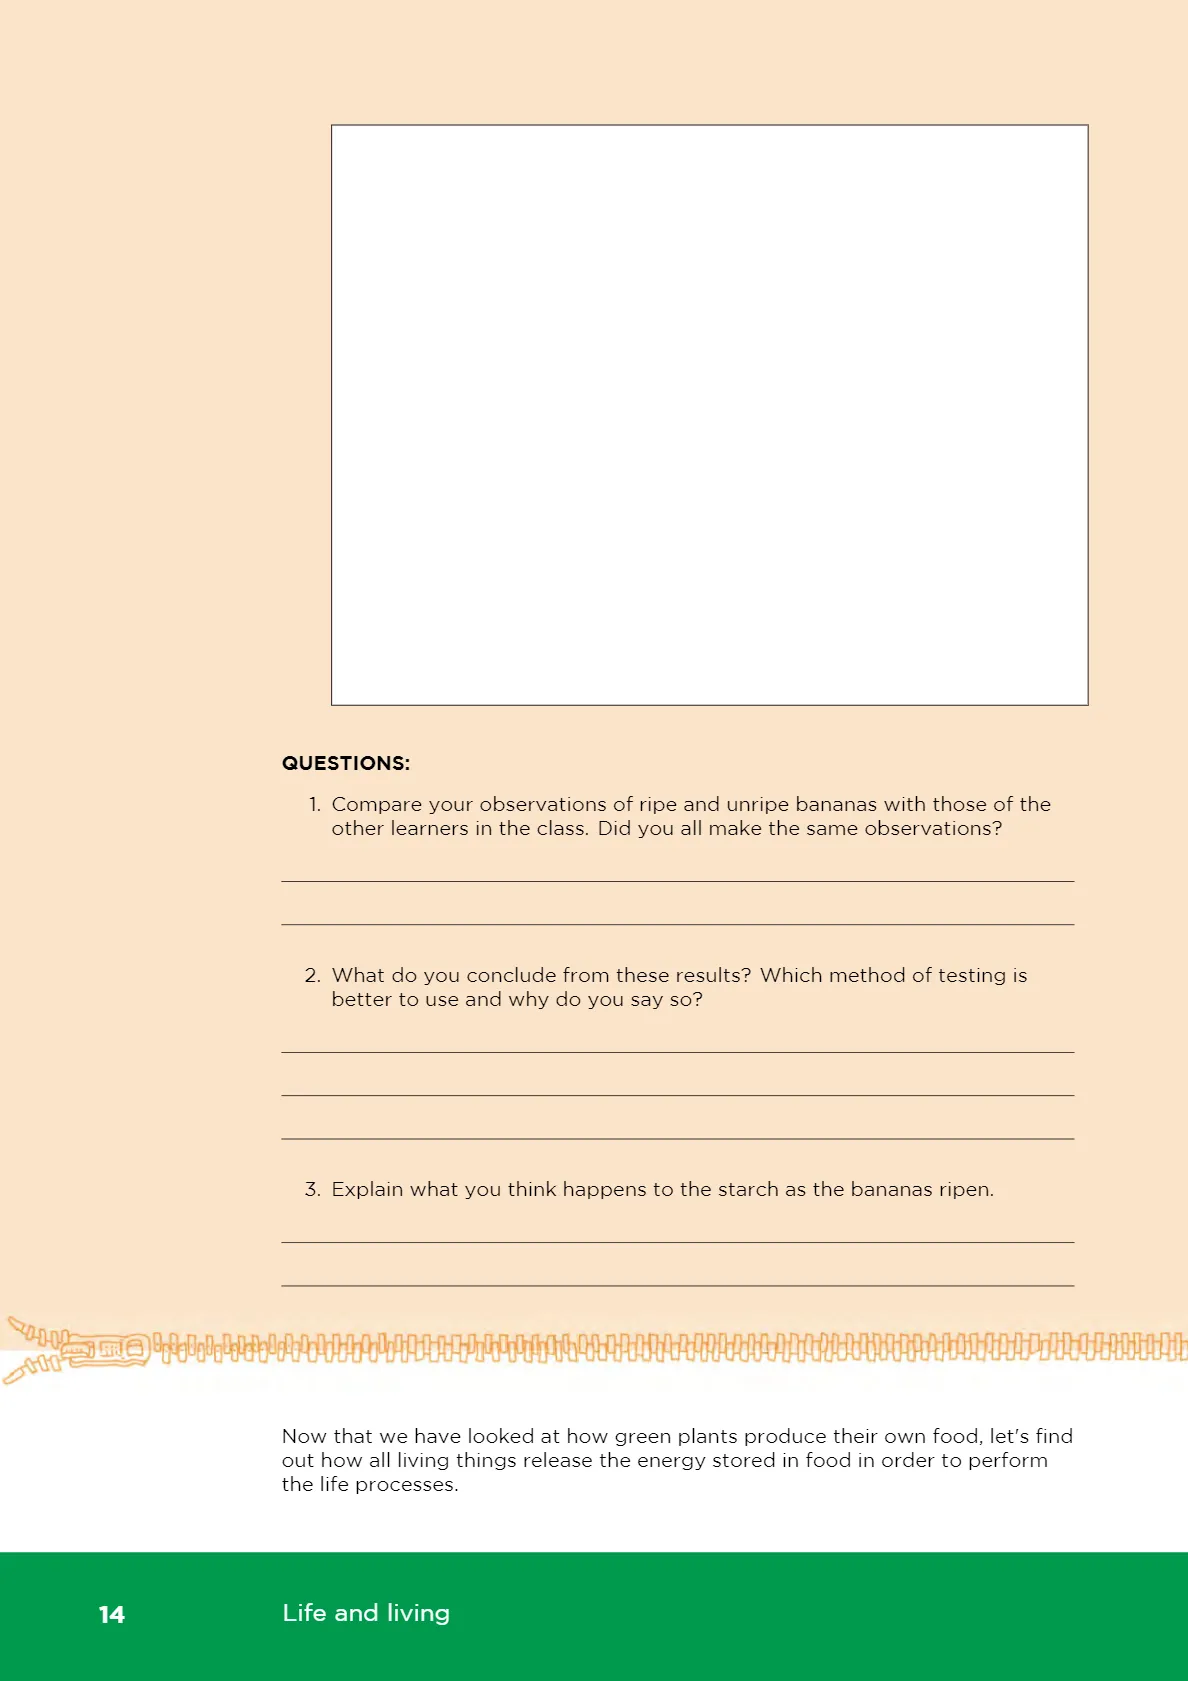 QUESTIONS:
1. Compare your observations of ripe and unripe bananas with those of the
other learners in the class. Did you all make the same observations?
2. What do you conclude from these results? Which method of testing is
better to use and why do you say so?
3. Explain what you think happens to the starch as the bananas ripen.
Now that we have looked at how green plants produce their own food, let's find
out how all living things release the energy stored in food in order to perform
the life processes.
14 Life and living